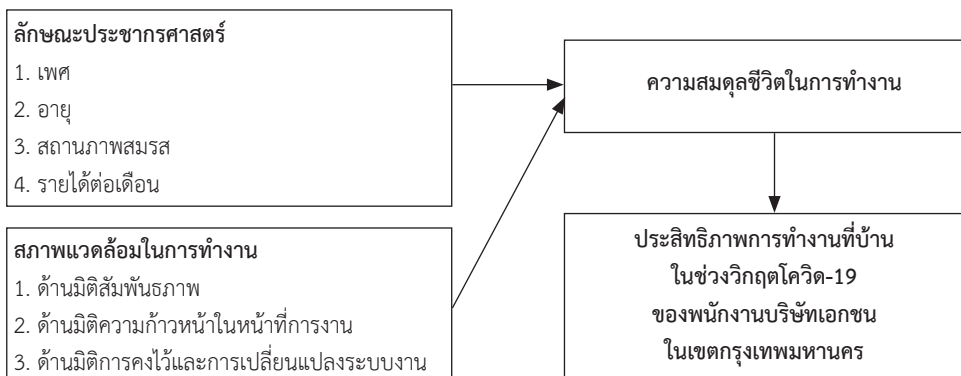 ลักษณะประชากรศาสตร์
1. เพศ
2. อายุ
3. สถานภาพสมรส
4. รายได้ต่อเดือน
สภาพแวดล้อมในการทำงาน
1. ด้านมิติสัมพันธภาพ
2. ด้านมิติความก้าวหน้าในหน้าที่การงาน
3. ด้านมิติการคงไว้และการเปลี่ยนแปลงระบบงาน
ความสมดุลชีวิตในการทำงาน
ประสิทธิภาพการทำงานที่บ้าน
ในช่วงวิกฤตโควิด-19
ของพนักงานบริษัทเอกชน
ในเขตกรุงเทพมหานคร